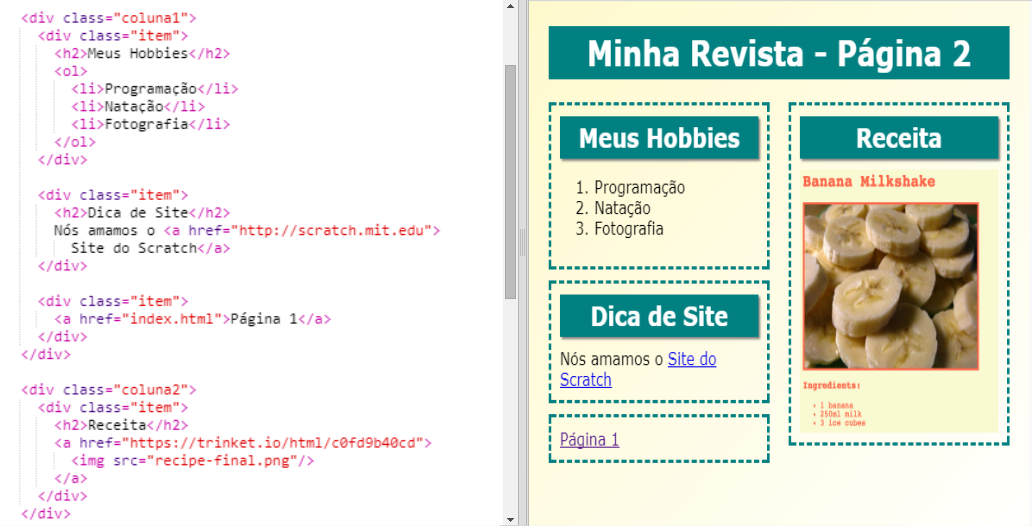 <div class="coluna1">
<div class="item">
<h2>Meus Hobbies</h2>
<ol>
<li>Programação</li>
<li>Natação</li>
<li>Fotografia</li>
</ol>
</div>
<div class="item">
<h2>Dica de Site</h2>
Nós amamos o <a href="http://scratch.mit.edu">
Site do Scratch</a>
</div>
<div class="item">
<a href="index.html">Página 1</a>
</div>
</div>
<div class="coluna2">
<div class="item">
<h2>Receita</h2>
<a href="https://trinket.io/html/c0fd9b40cd">
<img src="recipe-final.png"/>
</a>
</div>
</div>
Minha Revista - Página 2
Meus Hobbies
1. Programação
2. Natação
3. Fotografia
Dica de Site
Nós amamos o Site do
Scratch
Página 1
Receita
Banana Milkshake
Ingredients:
• 1 banana
• 250ml milk
• 3 ice cubes